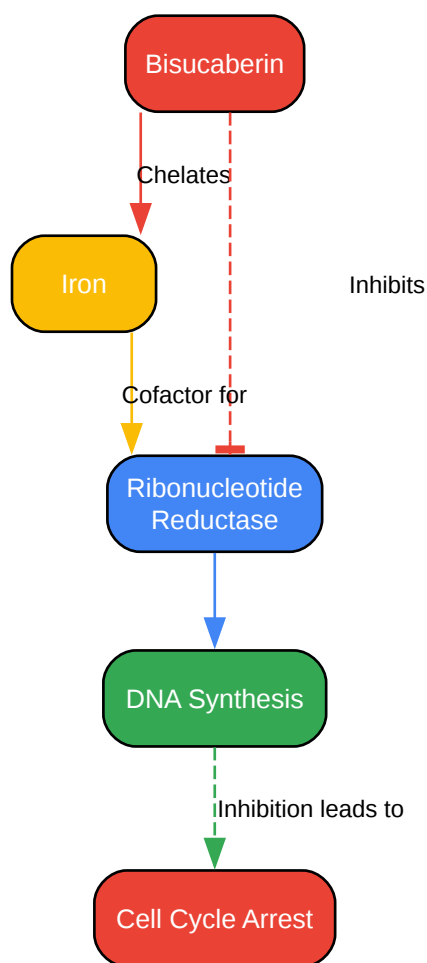 Bisucaberin
Chelates
Iron
Inhibits
Cofactor for
Ribonucleotide
Reductase
DNA Synthesis
Inhibition leads to
Cell Cycle Arrest